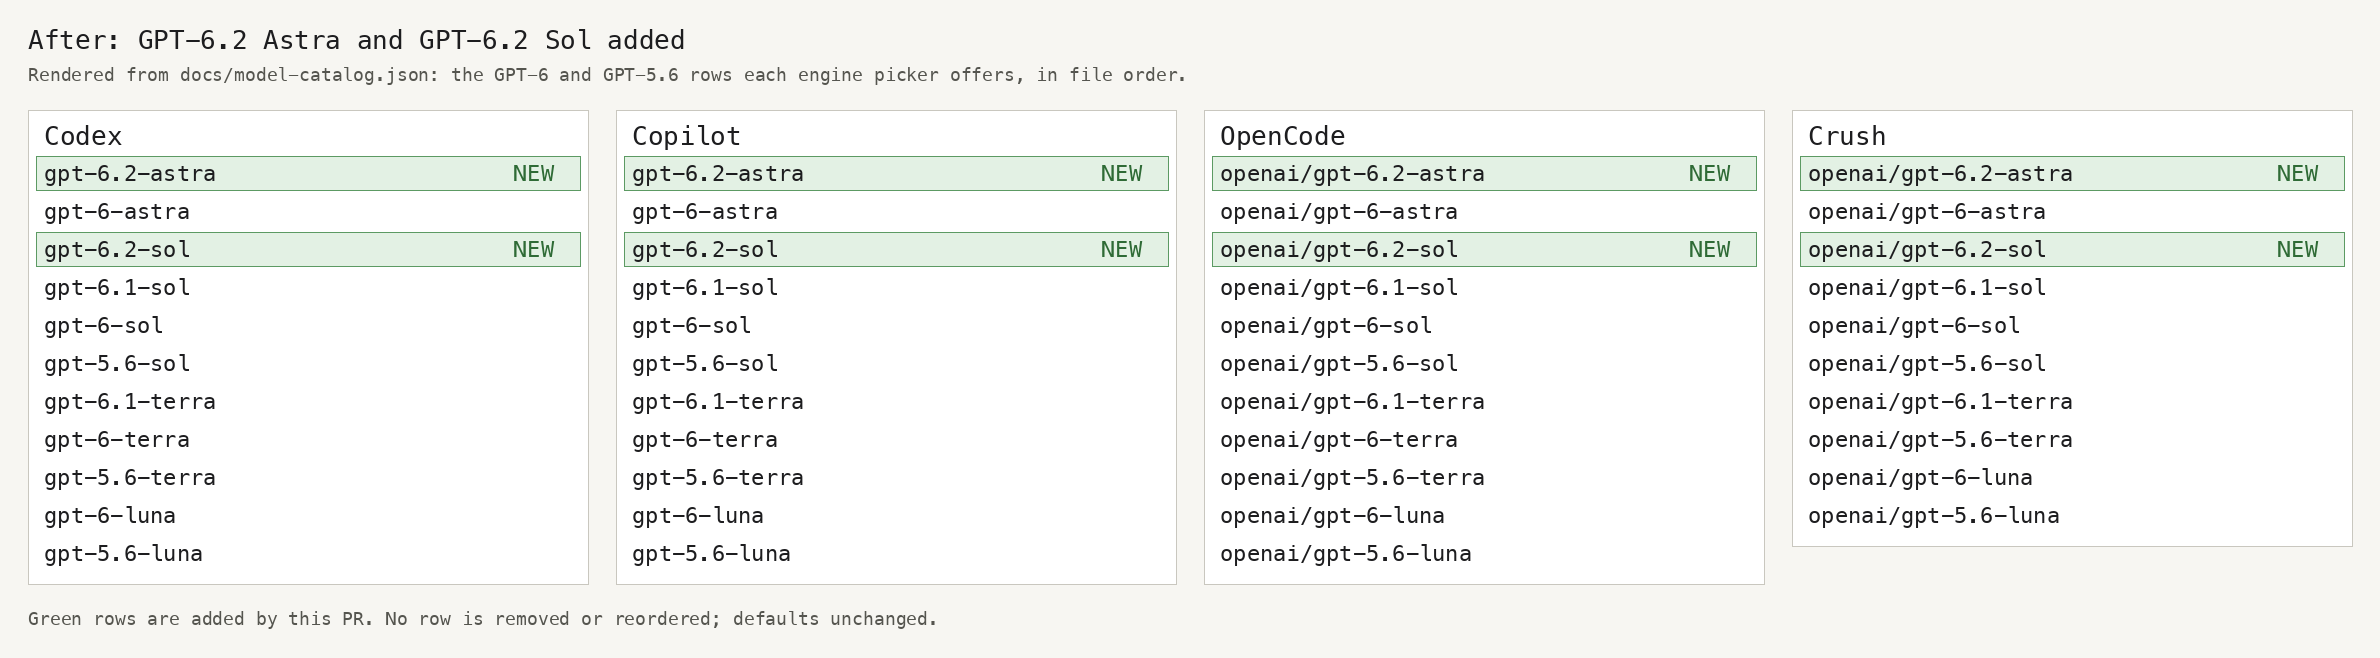 After: GPT−6.2 Astra and GPT−6.2 Sol added
Rendered from docs/model−catalog.json: the GPT−6 and GPT−5.6 rows each engine picker offers, in file order.
Codex
gpt−6.2−astra NEW
gpt−6−astra
gpt−6.2−sol NEW
gpt−6.1−sol
gpt−6−sol
gpt−5.6−sol
gpt−6.1−terra
gpt−6−terra
gpt−5.6−terra
gpt−6−luna
gpt−5.6−luna
Copilot
gpt−6.2−astra NEW
gpt−6−astra
gpt−6.2−sol NEW
gpt−6.1−sol
gpt−6−sol
gpt−5.6−sol
gpt−6.1−terra
gpt−6−terra
gpt−5.6−terra
gpt−6−luna
gpt−5.6−luna
OpenCode
openai/gpt−6.2−astra NEW
openai/gpt−6−astra
openai/gpt−6.2−sol NEW
openai/gpt−6.1−sol
openai/gpt−6−sol
openai/gpt−5.6−sol
openai/gpt−6.1−terra
openai/gpt−6−terra
openai/gpt−5.6−terra
openai/gpt−6−luna
openai/gpt−5.6−luna
Crush
openai/gpt−6.2−astra NEW
openai/gpt−6−astra
openai/gpt−6.2−sol NEW
openai/gpt−6.1−sol
openai/gpt−6−sol
openai/gpt−5.6−sol
openai/gpt−6.1−terra
openai/gpt−5.6−terra
openai/gpt−6−luna
openai/gpt−5.6−luna
Green rows are added by this PR. No row is removed or reordered; defaults unchanged.